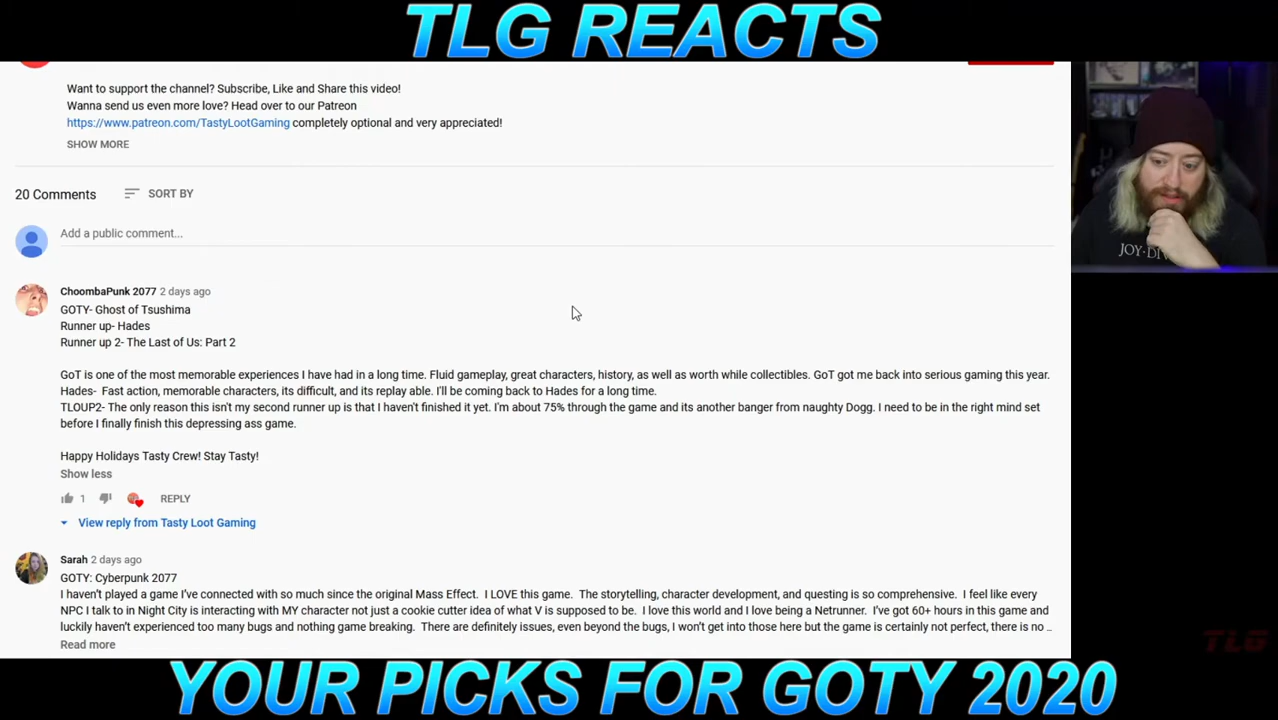 TLG REACTS
Want to support the channel? Subscribe, Like and Share this video!
Wanna send us even more love? Head over to our Patreon
https://www.patreon.com/TastyLootGaming completely optional and very appreciated!
SHOW MORE
20 Comments
SORT BY
Add a public comment...
ChoombaPunk 2077 2 days ago
GOTY- Ghost of Tsushima
Runner up- Hades
Runner up 2- The Last of Us: Part 2
GoT is one of the most memorable experiences I have had in a long time. Fluid gameplay, great characters, history, as well as worth while collectibles. GoT got me back into serious gaming this year.
Hades- Fast action, memorable characters, its difficult, and its replay able. I'll be coming back to Hades for a long time.
TLOUP2- The only reason this isn't my second runner up is that I haven't finished it yet. I'm about 75% through the game and its another banger from naughty Dogg. I need to be in the right mind set
before I finally finish this depressing ass game.
Happy Holidays Tasty Crew! Stay Tasty!
Show less
1
REPLY
View reply from Tasty Loot Gaming
Sarah 2 days ago
GOTY: Cyberpunk 2077
I haven't played a game I've connected with so much since the original Mass Effect. I LOVE this game. The storytelling, character development, and questing is so comprehensive. I feel like every
NPC I talk to in Night City is interacting with MY character not just a cookie cutter idea of what V is supposed to be. I love this world and I love being a Netrunner. I've got 60+ hours in this game and
luckily haven't experienced too many bugs and nothing game breaking. There are definitely issues, even beyond the bugs, I won't get into those here but the game is certainly not perfect, there is no ...
Read more
JOY·DIV
TLG
YOUR PICKS FOR GOTY 2020